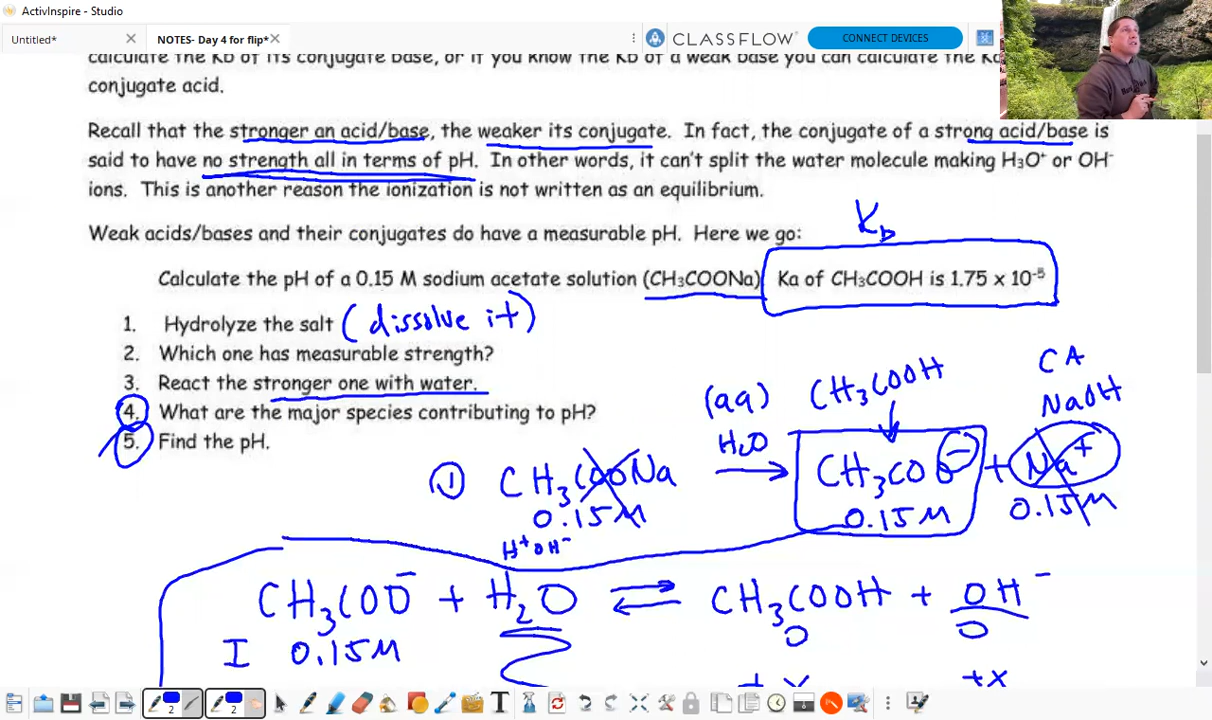 ActivInspire - Studio
Untitled*
NOTES- Day 4 for flip*
CLASSFLOW
CONNECT DEVICES
calculate the Kb of its conjugate base, or if you know the Kb of a weak base you can calculate the Ka
conjugate acid.
Recall that the stronger an acid/base, the weaker its conjugate. In fact, the conjugate of a strong acid/base is
said to have no strength all in terms of pH. In other words, it can't split the water molecule making H₃O⁺ or OH⁻
ions. This is another reason the ionization is not written as an equilibrium.
Weak acids/bases and their conjugates do have a measurable pH. Here we go:
Kb
Calculate the pH of a 0.15 M sodium acetate solution (CH₃COONa) Ka of CH₃COOH is 1.75 x 10⁻⁵
1. Hydrolyze the salt (dissolve it)
2. Which one has measurable strength?
3. React the stronger one with water.
4. What are the major species contributing to pH?
5. Find the pH.
CA
(aq) CH₃COOH NaOH
H₂O
① CH₃COONa → CH₃COO⁻ + Na⁺
0.15M 0.15M 0.15M
H⁺OH⁻
CH₃COO⁻ + H₂O ⇌ CH₃COOH + OH⁻
I 0.15M 0 0
+x +x
2
2